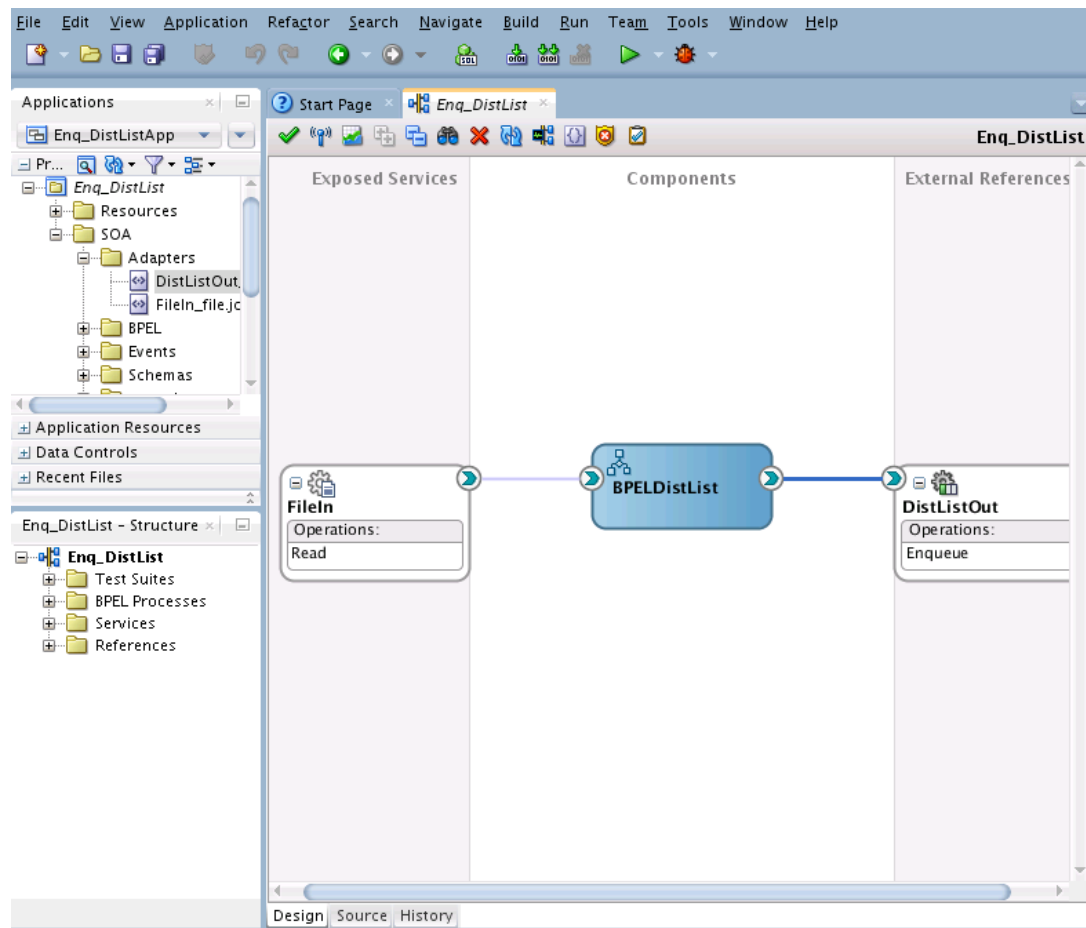 File Edit View Application Refactor Search Navigate Build Run Team Tools Window Help
Applications
Start Page
Enq_DistList
Enq_DistListApp
Enq_DistList
Pr...
Enq_DistList
Resources
SOA
Adapters
DistListOut
FileIn_file.jc
BPEL
Events
Schemas
Application Resources
Data Controls
Recent Files
Enq_DistList - Structure
Enq_DistList
Test Suites
BPEL Processes
Services
References
Exposed Services
Components
External References
FileIn
Operations:
Read
BPELDistList
DistListOut
Operations:
Enqueue
Design Source History